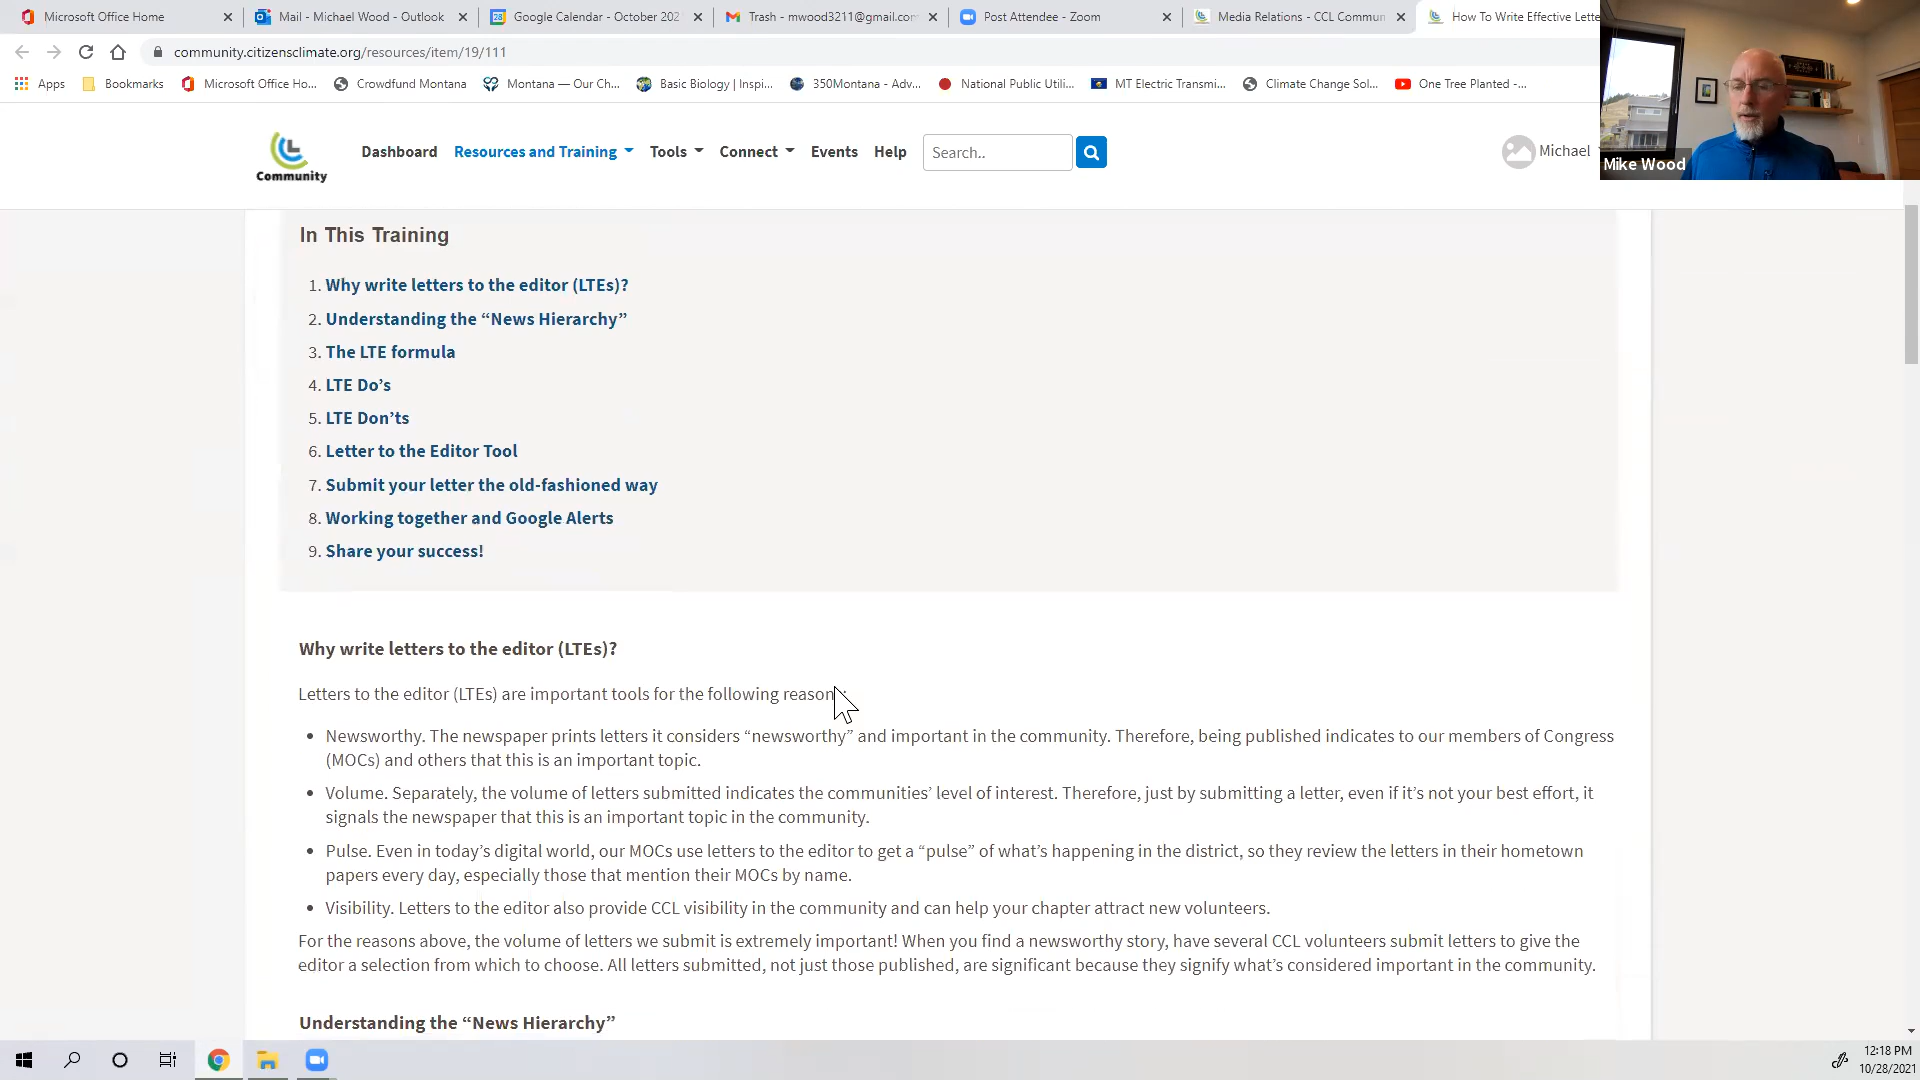 Microsoft Office Home
Mail - Michael Wood - Outlook
Google Calendar - October 202
Trash - mwood3211@gmail.com
Post Attendee - Zoom
Media Relations - CCL Commun
How To Write Effective Lette
community.citizensclimate.org/resources/item/19/111
Apps
Bookmarks
Microsoft Office Ho...
Crowdfund Montana
Montana — Our Ch...
Basic Biology | Inspi...
350Montana - Adv...
National Public Utili...
MT Electric Transmi...
Climate Change Sol...
One Tree Planted -...
Community
Dashboard
Resources and Training
Tools
Connect
Events
Help
Search..
Michael
Mike Wood
In This Training
1. Why write letters to the editor (LTEs)?
2. Understanding the “News Hierarchy”
3. The LTE formula
4. LTE Do’s
5. LTE Don’ts
6. Letter to the Editor Tool
7. Submit your letter the old-fashioned way
8. Working together and Google Alerts
9. Share your success!
Why write letters to the editor (LTEs)?
Letters to the editor (LTEs) are important tools for the following reason
• Newsworthy. The newspaper prints letters it considers “newsworthy” and important in the community. Therefore, being published indicates to our members of Congress
(MOCs) and others that this is an important topic.
• Volume. Separately, the volume of letters submitted indicates the communities’ level of interest. Therefore, just by submitting a letter, even if it’s not your best effort, it
signals the newspaper that this is an important topic in the community.
• Pulse. Even in today’s digital world, our MOCs use letters to the editor to get a “pulse” of what’s happening in the district, so they review the letters in their hometown
papers every day, especially those that mention their MOCs by name.
• Visibility. Letters to the editor also provide CCL visibility in the community and can help your chapter attract new volunteers.
For the reasons above, the volume of letters we submit is extremely important! When you find a newsworthy story, have several CCL volunteers submit letters to give the
editor a selection from which to choose. All letters submitted, not just those published, are significant because they signify what’s considered important in the community.
Understanding the “News Hierarchy”
12:18 PM
10/28/2021